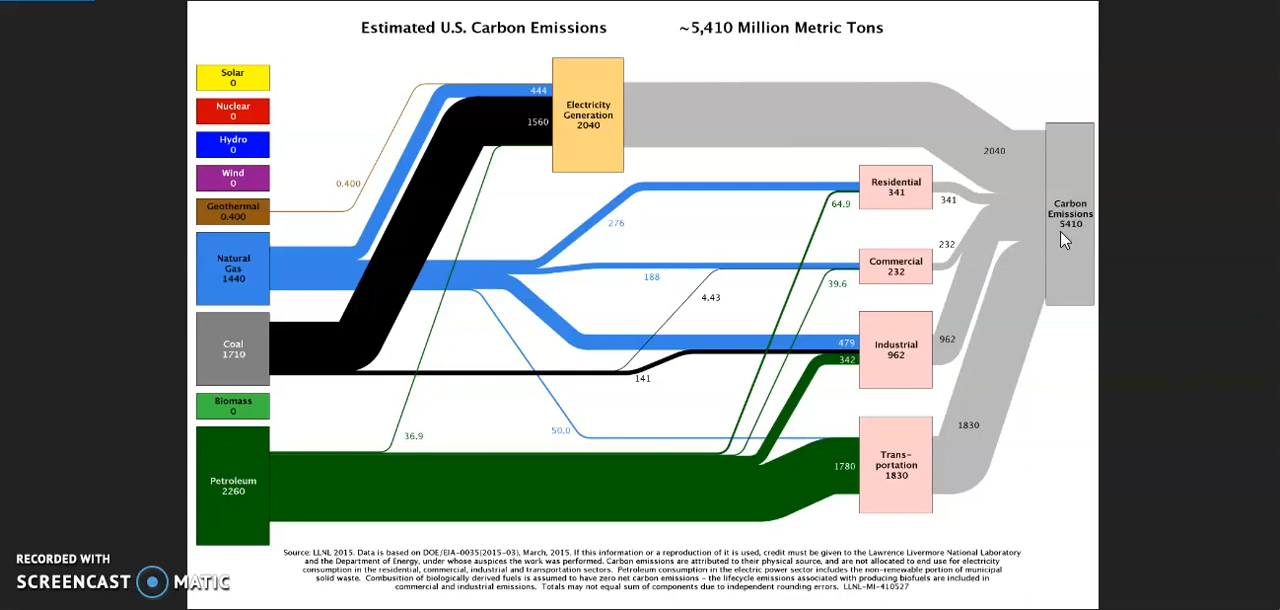 Estimated U.S. Carbon Emissions ~5,410 Million Metric Tons
Solar
0
Nuclear
0
Hydro
0
Wind
0
Geothermal
0.400
Natural
Gas
1440
Coal
1710
Biomass
0
Petroleum
2260
0.400
444
1560
36.9
Electricity
Generation
2040
276
188
4.43
141
50.0
64.9
39.6
479
342
1780
Residential
341
Commercial
232
Industrial
962
Trans-
portation
1830
2040
341
232
962
1830
Carbon
Emissions
5410
Source: LLNL 2015. Data is based on DOE/EIA-0035(2015-03), March, 2015. If this information or a reproduction of it is used, credit must be given to the Lawrence Livermore National Laboratory
and the Department of Energy, under whose auspices the work was performed. Carbon emissions are attributed to their physical source, and are not allocated to end use for electricity
consumption in the residential, commercial, industrial and transportation sectors. Petroleum consumption in the electric power sector includes the non-renewable portion of municipal
solid waste. Combustion of biologically derived fuels is assumed to have zero net carbon emissions - the lifecycle emissions associated with producing biofuels are included in
commercial and industrial emissions. Totals may not equal sum of components due to independent rounding errors. LLNL-MI-410527
RECORDED WITH
SCREENCAST MATIC